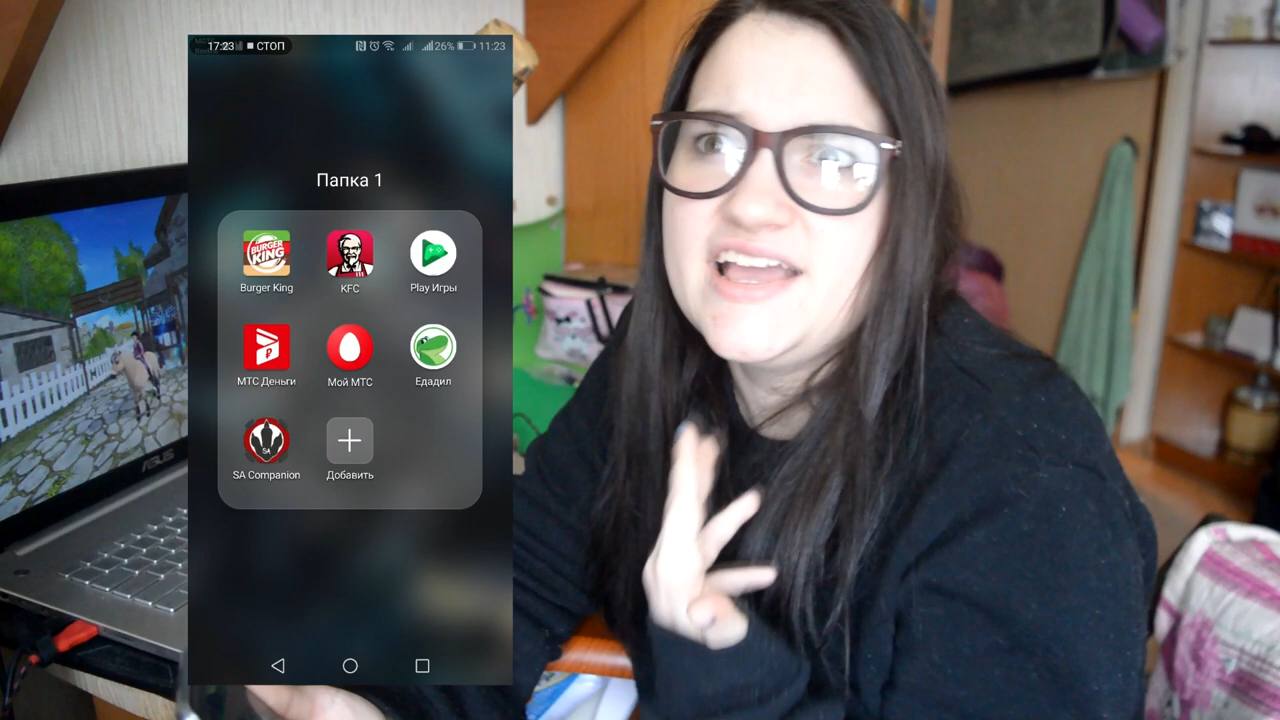 17:23 СТОП 26% 11:23
Папка 1
BURGER KING
Burger King
KFC
Play Игры
МТС Деньги
Мой МТС
Едадил
SA
SA Companion
Добавить
ASUS